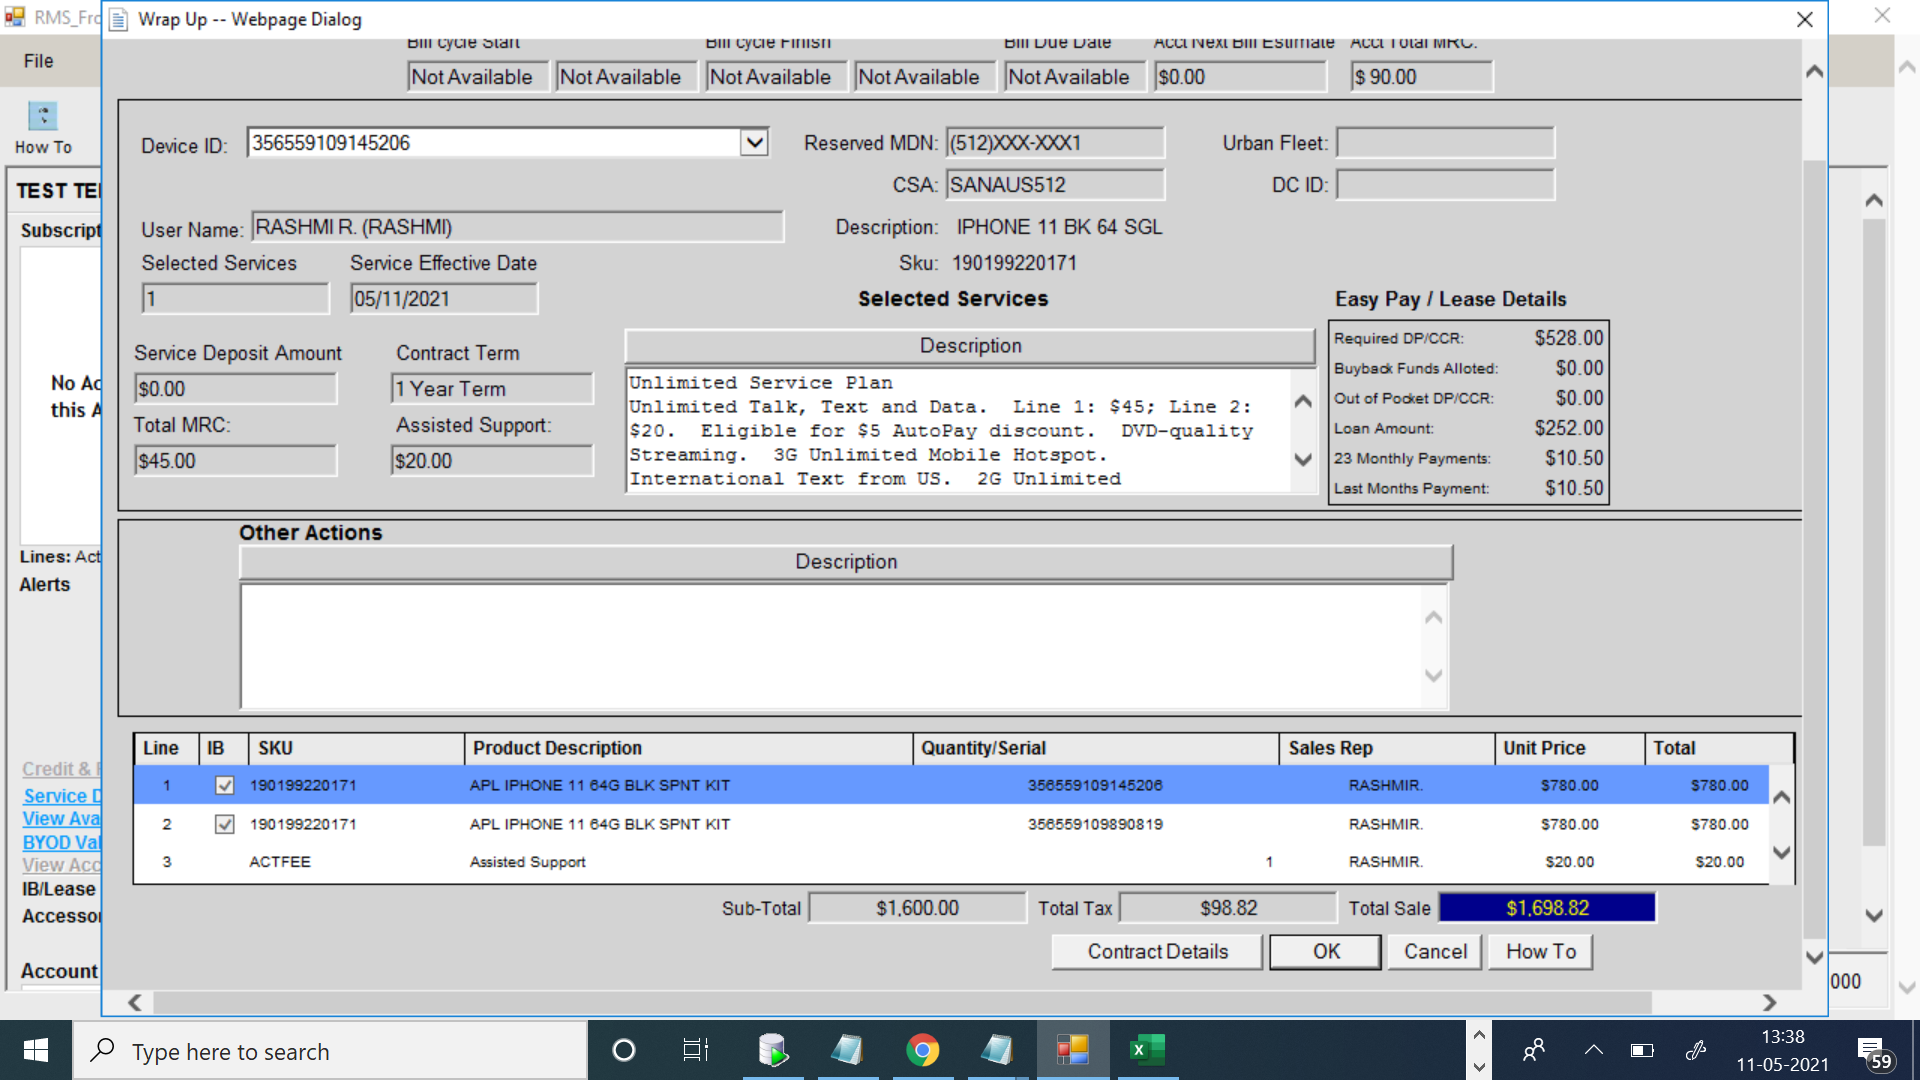 RMS_Fro
Wrap Up -- Webpage Dialog
File
How To
TEST TE
Subscript
No Ac
this A
Lines: Act
Alerts
Credit &
Service D
View Ava
BYOD Val
View Acc
IB/Lease
Accessor
Account
Bill cycle Start Bill cycle Finish Bill Due Date Acct Next Bill Estimate Acct Total MRC:
Not Available Not Available Not Available Not Available Not Available $0.00 $ 90.00
Device ID: 356559109145206 Reserved MDN: (512)XXX-XXX1 Urban Fleet:
CSA: SANAUS512 DC ID:
User Name: RASHMI R. (RASHMI) Description: IPHONE 11 BK 64 SGL
Selected Services Service Effective Date Sku: 190199220171
1 05/11/2021 Selected Services Easy Pay / Lease Details
Service Deposit Amount Contract Term Description
$0.00 1 Year Term
Total MRC: Assisted Support:
$45.00 $20.00
Unlimited Service Plan
Unlimited Talk, Text and Data. Line 1: $45; Line 2:
$20. Eligible for $5 AutoPay discount. DVD-quality
Streaming. 3G Unlimited Mobile Hotspot.
International Text from US. 2G Unlimited
Required DP/CCR: $528.00
Buyback Funds Alloted: $0.00
Out of Pocket DP/CCR: $0.00
Loan Amount: $252.00
23 Monthly Payments: $10.50
Last Months Payment: $10.50
Other Actions
Description
Line IB SKU Product Description Quantity/Serial Sales Rep Unit Price Total
1 190199220171 APL IPHONE 11 64G BLK SPNT KIT 356559109145206 RASHMIR. $780.00 $780.00
2 190199220171 APL IPHONE 11 64G BLK SPNT KIT 356559109890819 RASHMIR. $780.00 $780.00
3 ACTFEE Assisted Support 1 RASHMIR. $20.00 $20.00
Sub-Total $1,600.00 Total Tax $98.82 Total Sale $1,698.82
Contract Details OK Cancel How To
000
Type here to search
13:38
11-05-2021
59